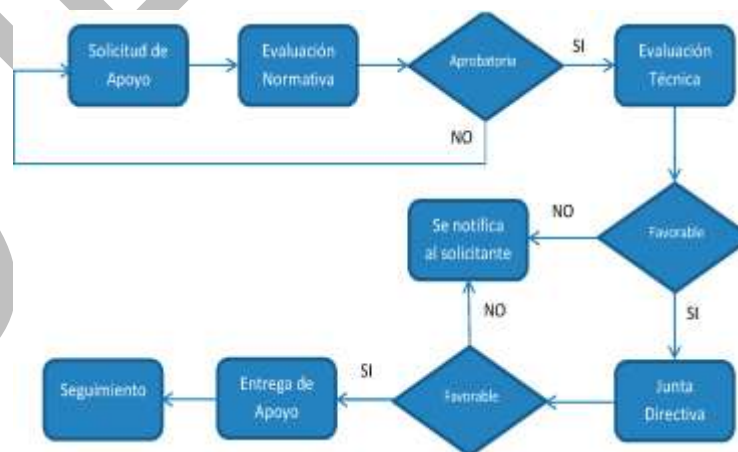 Solicitud de
Apoyo
Evaluación
Normativa
Aprobatoria
SI
Evaluación
Técnica
NO
Se notifica
al solicitante
NO
Favorable
NO
SI
Seguimiento
Entrega de
Apoyo
SI
Favorable
Junta
Directiva